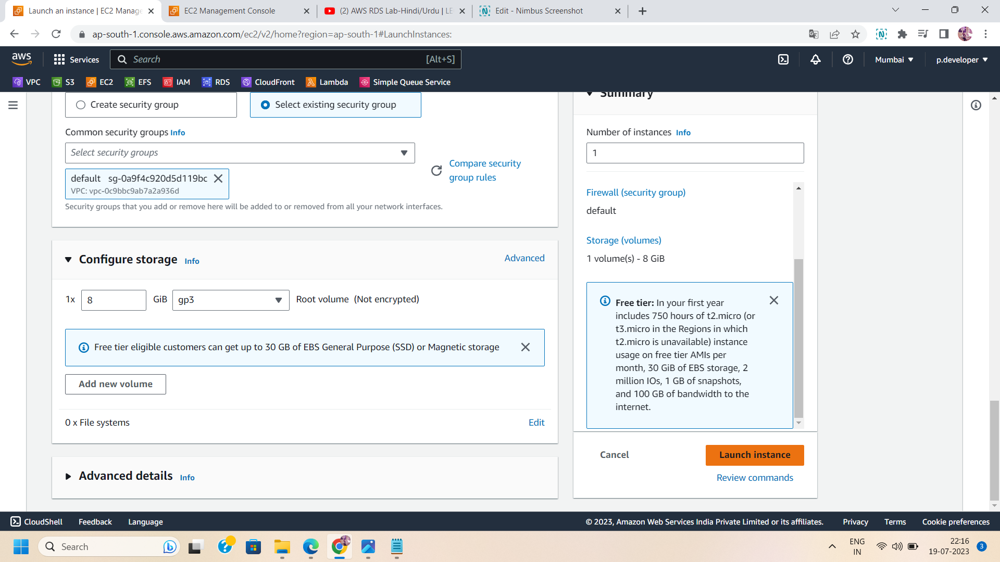 Launch an instance | EC2 Manage
EC2 Management Console
(2) AWS RDS Lab-Hindi/Urdu | LE
Edit - Nimbus Screenshot
ap-south-1.console.aws.amazon.com/ec2/v2/home?region=ap-south-1#LaunchInstances:
aws
Services
Search
[Alt+S]
Mumbai
p.developer
VPC
S3
EC2
EFS
IAM
RDS
CloudFront
Lambda
Simple Queue Service
Create security group
Select existing security group
Common security groups Info
Select security groups
default sg-0a9f4c920d5d119bc
VPC: vpc-0c9bbc9ab7a2a936d
Compare security
group rules
Security groups that you add or remove here will be added to or removed from all your network interfaces.
Configure storage Info
Advanced
1x
8
GiB
gp3
Root volume (Not encrypted)
Free tier eligible customers can get up to 30 GB of EBS General Purpose (SSD) or Magnetic storage
Add new volume
0 x File systems
Edit
Advanced details Info
Summary
Number of instances Info
1
Firewall (security group)
default
Storage (volumes)
1 volume(s) - 8 GiB
Free tier: In your first year
includes 750 hours of t2.micro (or
t3.micro in the Regions in which
t2.micro is unavailable) instance
usage on free tier AMIs per
month, 30 GiB of EBS storage, 2
million IOs, 1 GB of snapshots,
and 100 GB of bandwidth to the
internet.
Cancel
Launch instance
Review commands
CloudShell
Feedback
Language
© 2023, Amazon Web Services India Private Limited or its affiliates.
Privacy
Terms
Cookie preferences
Search
ENG
IN
22:16
19-07-2023
3